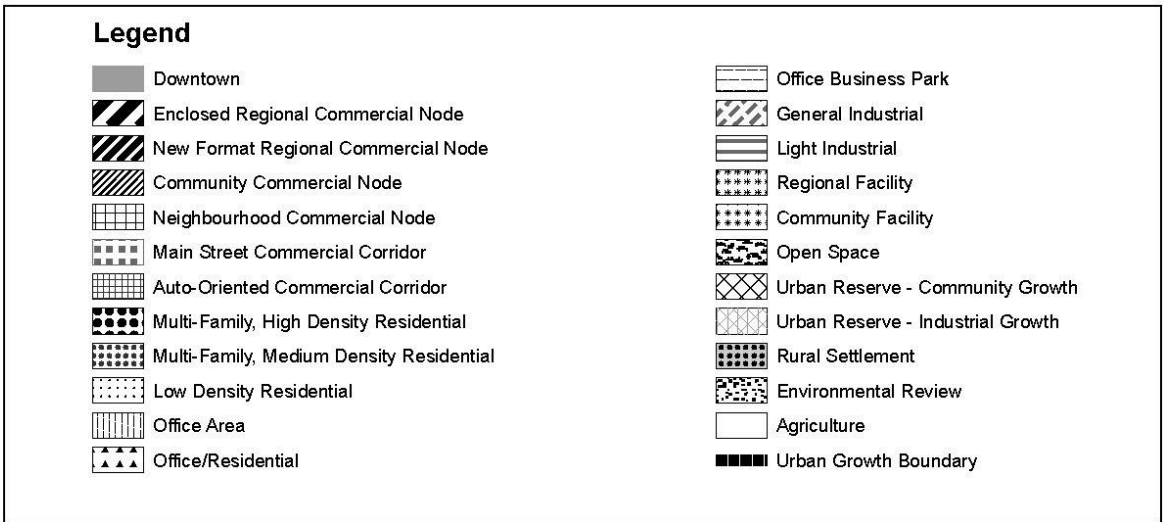 Legend
Downtown
Enclosed Regional Commercial Node
New Format Regional Commercial Node
Community Commercial Node
Neighbourhood Commercial Node
Main Street Commercial Corridor
Auto-Oriented Commercial Corridor
Multi-Family, High Density Residential
Multi-Family, Medium Density Residential
Low Density Residential
Office Area
Office/Residential
Office Business Park
General Industrial
Light Industrial
Regional Facility
Community Facility
Open Space
Urban Reserve - Community Growth
Urban Reserve - Industrial Growth
Rural Settlement
Environmental Review
Agriculture
Urban Growth Boundary